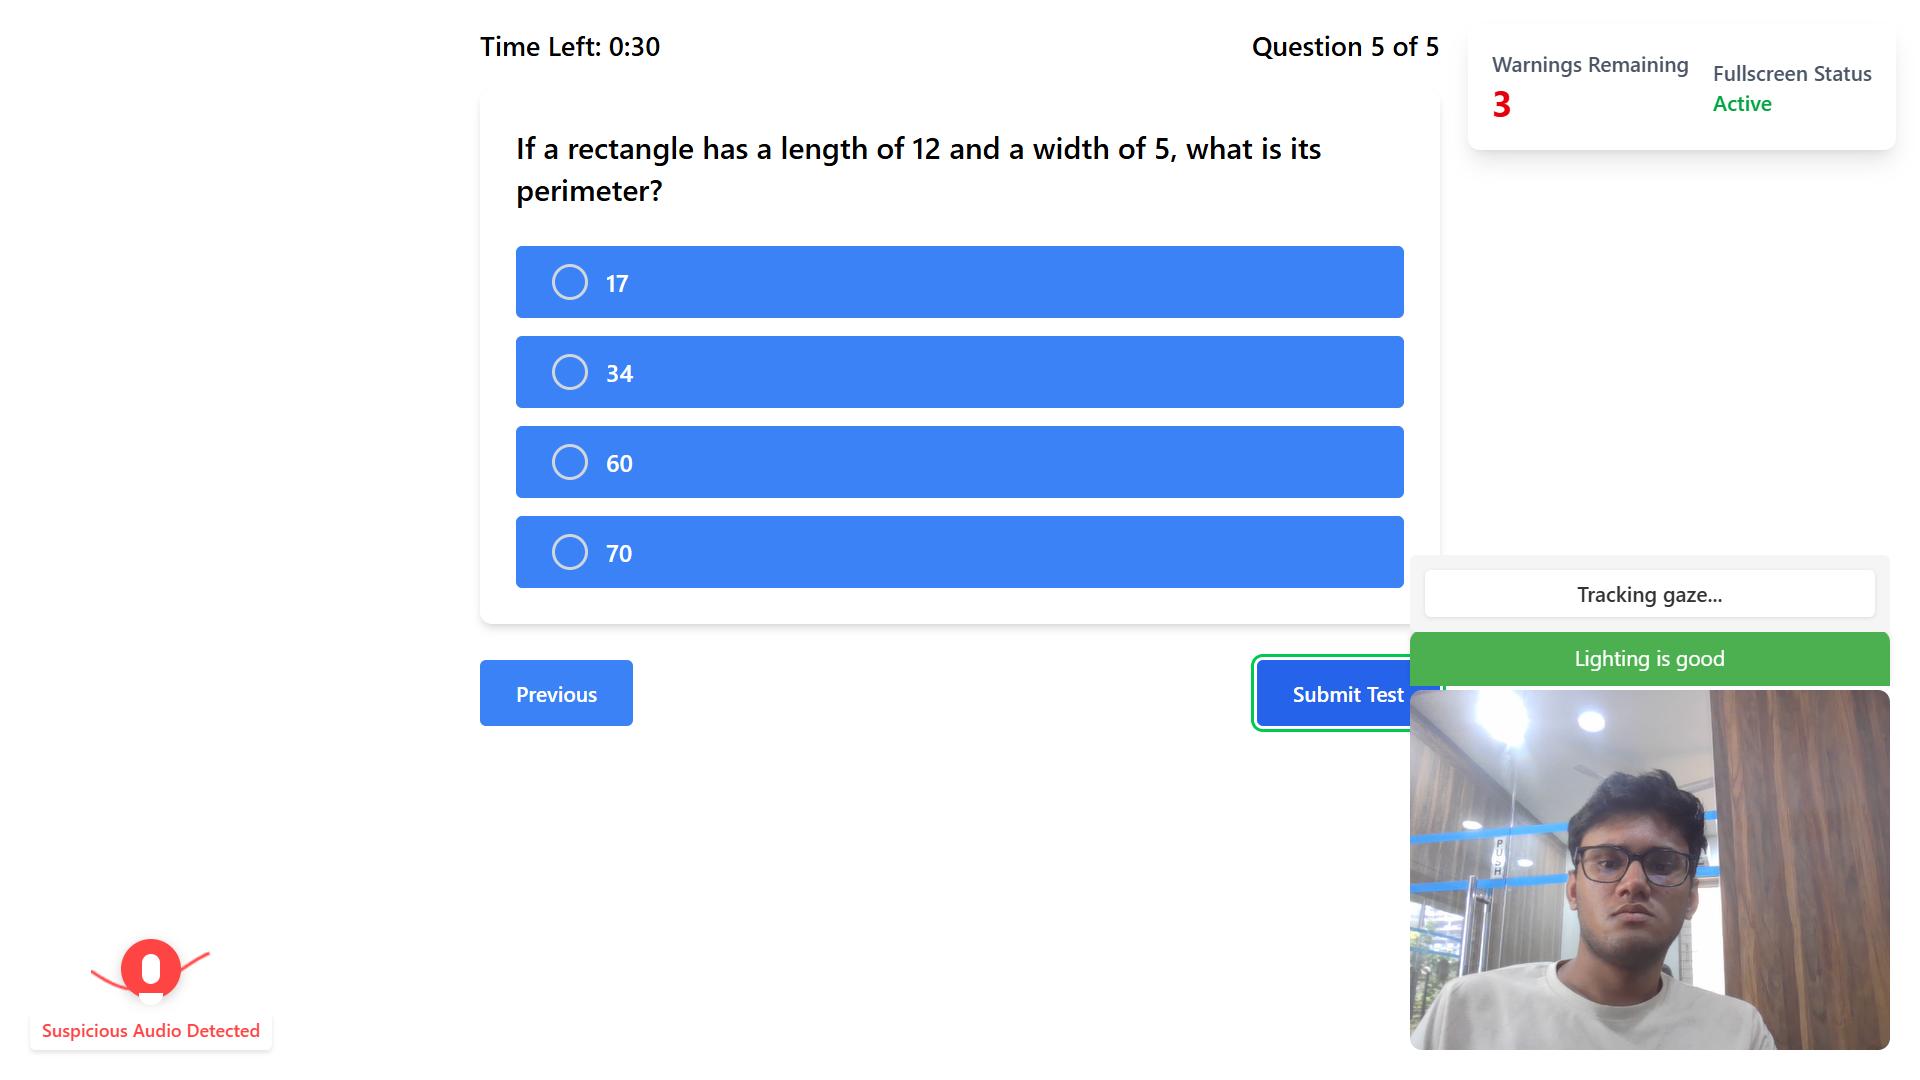 Time Left: 0:30
Question 5 of 5
Warnings Remaining
3
Fullscreen Status
Active
If a rectangle has a length of 12 and a width of 5, what is its
perimeter?
17
34
60
70
Tracking gaze...
Lighting is good
Previous
Submit Test
PUSH
Suspicious Audio Detected